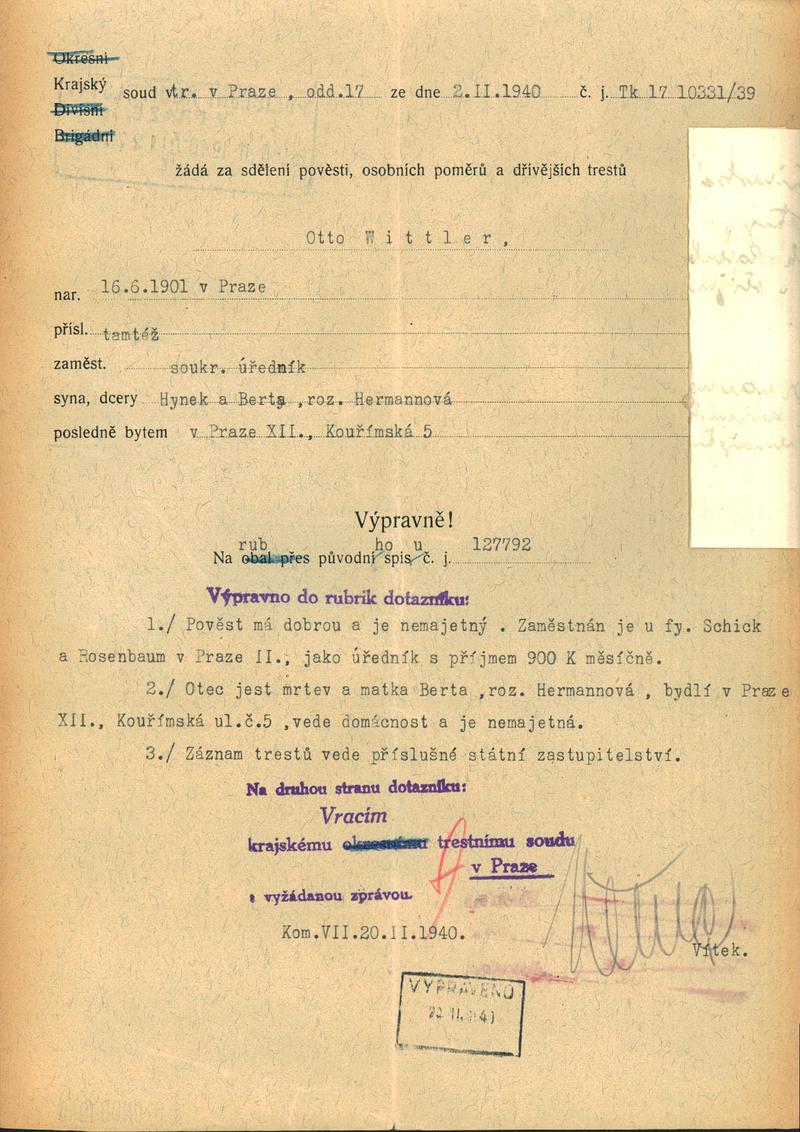 Okresní
Krajský soud tr. v Praze , odd.17 ze dne 2.II.1940 č. j. Tk 17 10331/39
Divisní
Brigádní
žádá za sdělení pověsti, osobních poměrů a dřívějších trestů
Otto Wittler,
nar. 16.6.1901 v Praze
přísl. tamtéž
zaměst. soukr. úředník
syna, dcery Hynek a Berta ,roz. Hermannová
posledně bytem v Praze XII., Kouřímská 5
Výpravně!
rub ho u 127792
Na obal přes původní spis č. j.
Výpravno do rubrik dotazníku:
1./ Pověst má dobrou a je nemajetný . Zaměstnán je u fy. Schick
a Rosenbaum v Praze II., jako úředník s příjmem 900 K měsíčně.
2./ Otec jest mrtev a matka Berta ,roz. Hermannová , bydlí v Praze
XII., Kouřímská ul.č.5 ,vede domácnost a je nemajetná.
3./ Záznam trestů vede příslušné státní zastupitelství.
Na druhou stranu dotazníku:
Vracím
krajskému okresnímu trestnímu soudu
v Praze
s vyžádanou zprávou.
Kom.VII.20.II.1940.
Vítek.
VYPRAVENO